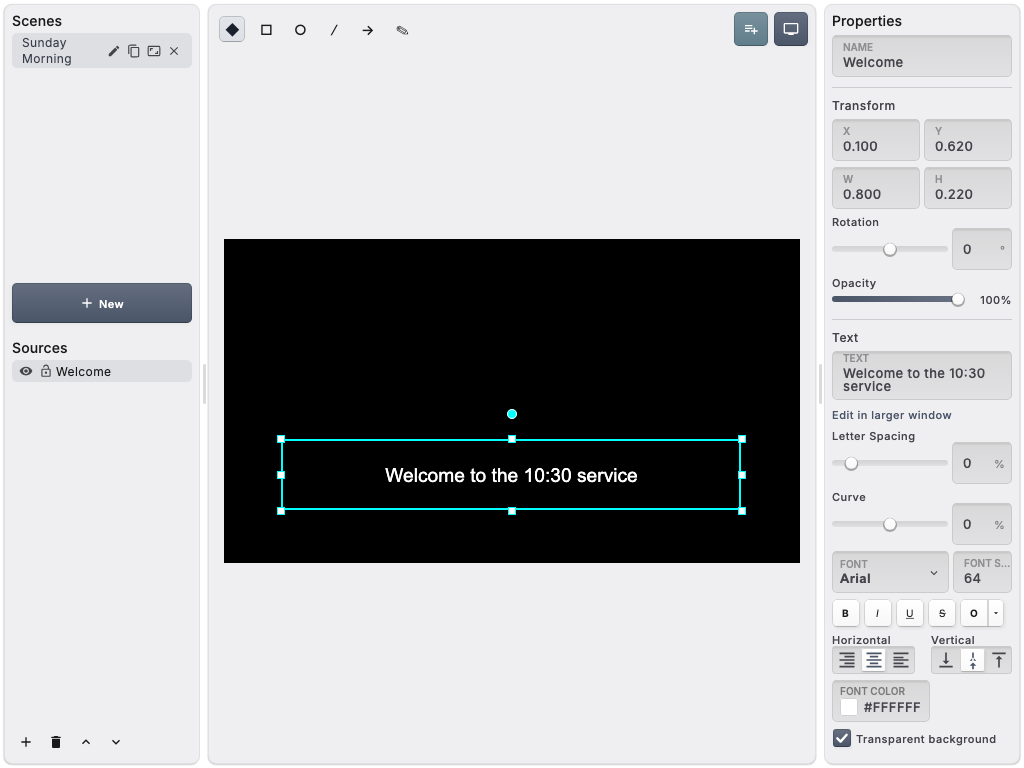 Scenes
Sunday
Morning
New
Sources
Welcome
Welcome to the 10:30 service
Properties
NAME
Welcome
Transform
X
0.100
Y
0.620
W
0.800
H
0.220
Rotation
0 °
Opacity
100%
Text
TEXT
Welcome to the 10:30
service
Edit in larger window
Letter Spacing
0 %
Curve
0 %
FONT
Arial
FONT S...
64
B I U S O
Horizontal
Vertical
FONT COLOR
#FFFFFF
Transparent background